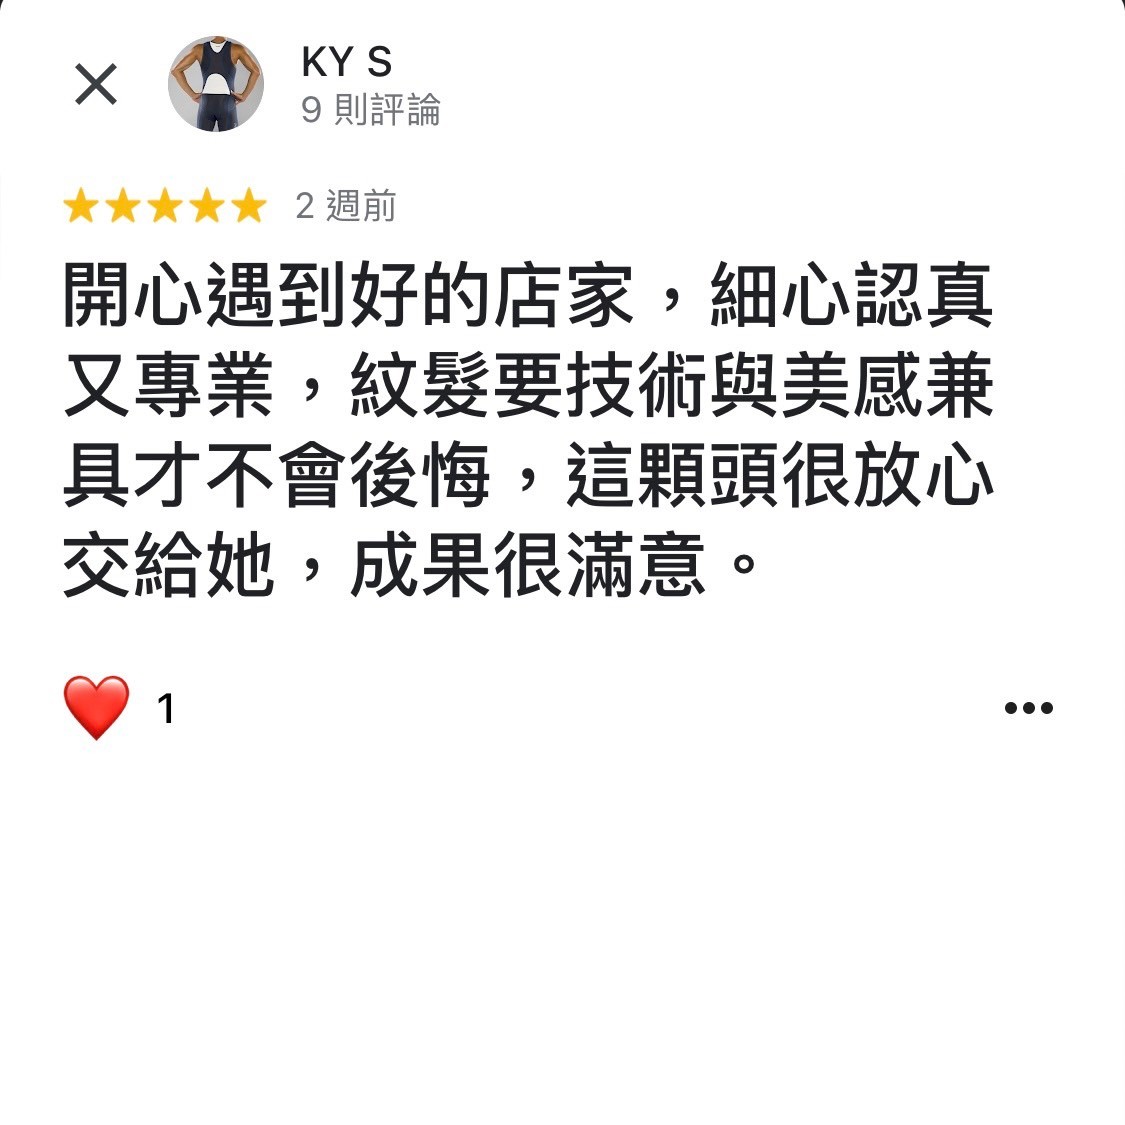 KY S
9 則評論
2 週前
開心遇到好的店家，細心認真
又專業，紋髮要技術與美感兼
具才不會後悔，這顆頭很放心
交給她，成果很滿意。
1